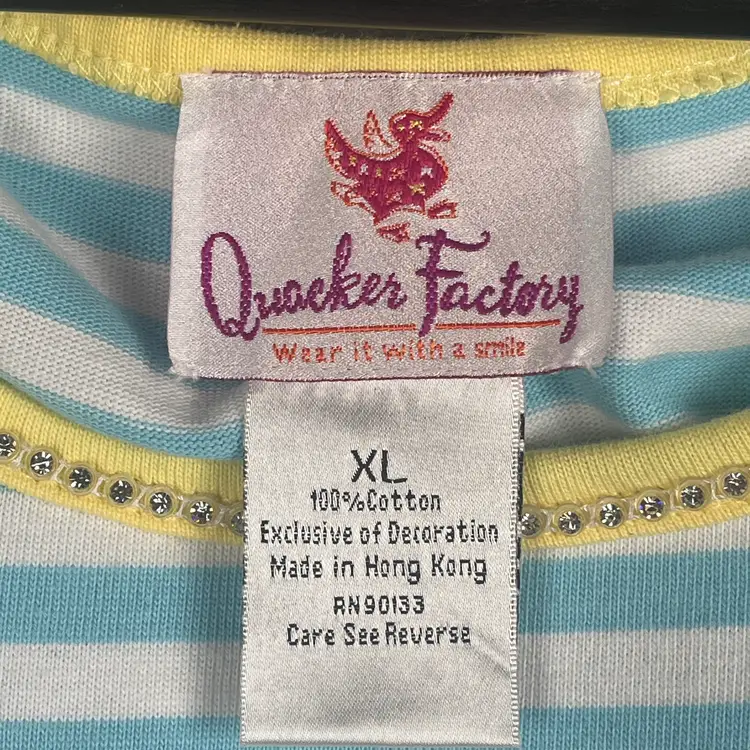 Quacker Factory
Wear it with a smile
XL
100%Cotton
Exclusive of Decoration
Made in Hong Kong
RN90133
Care See Reverse